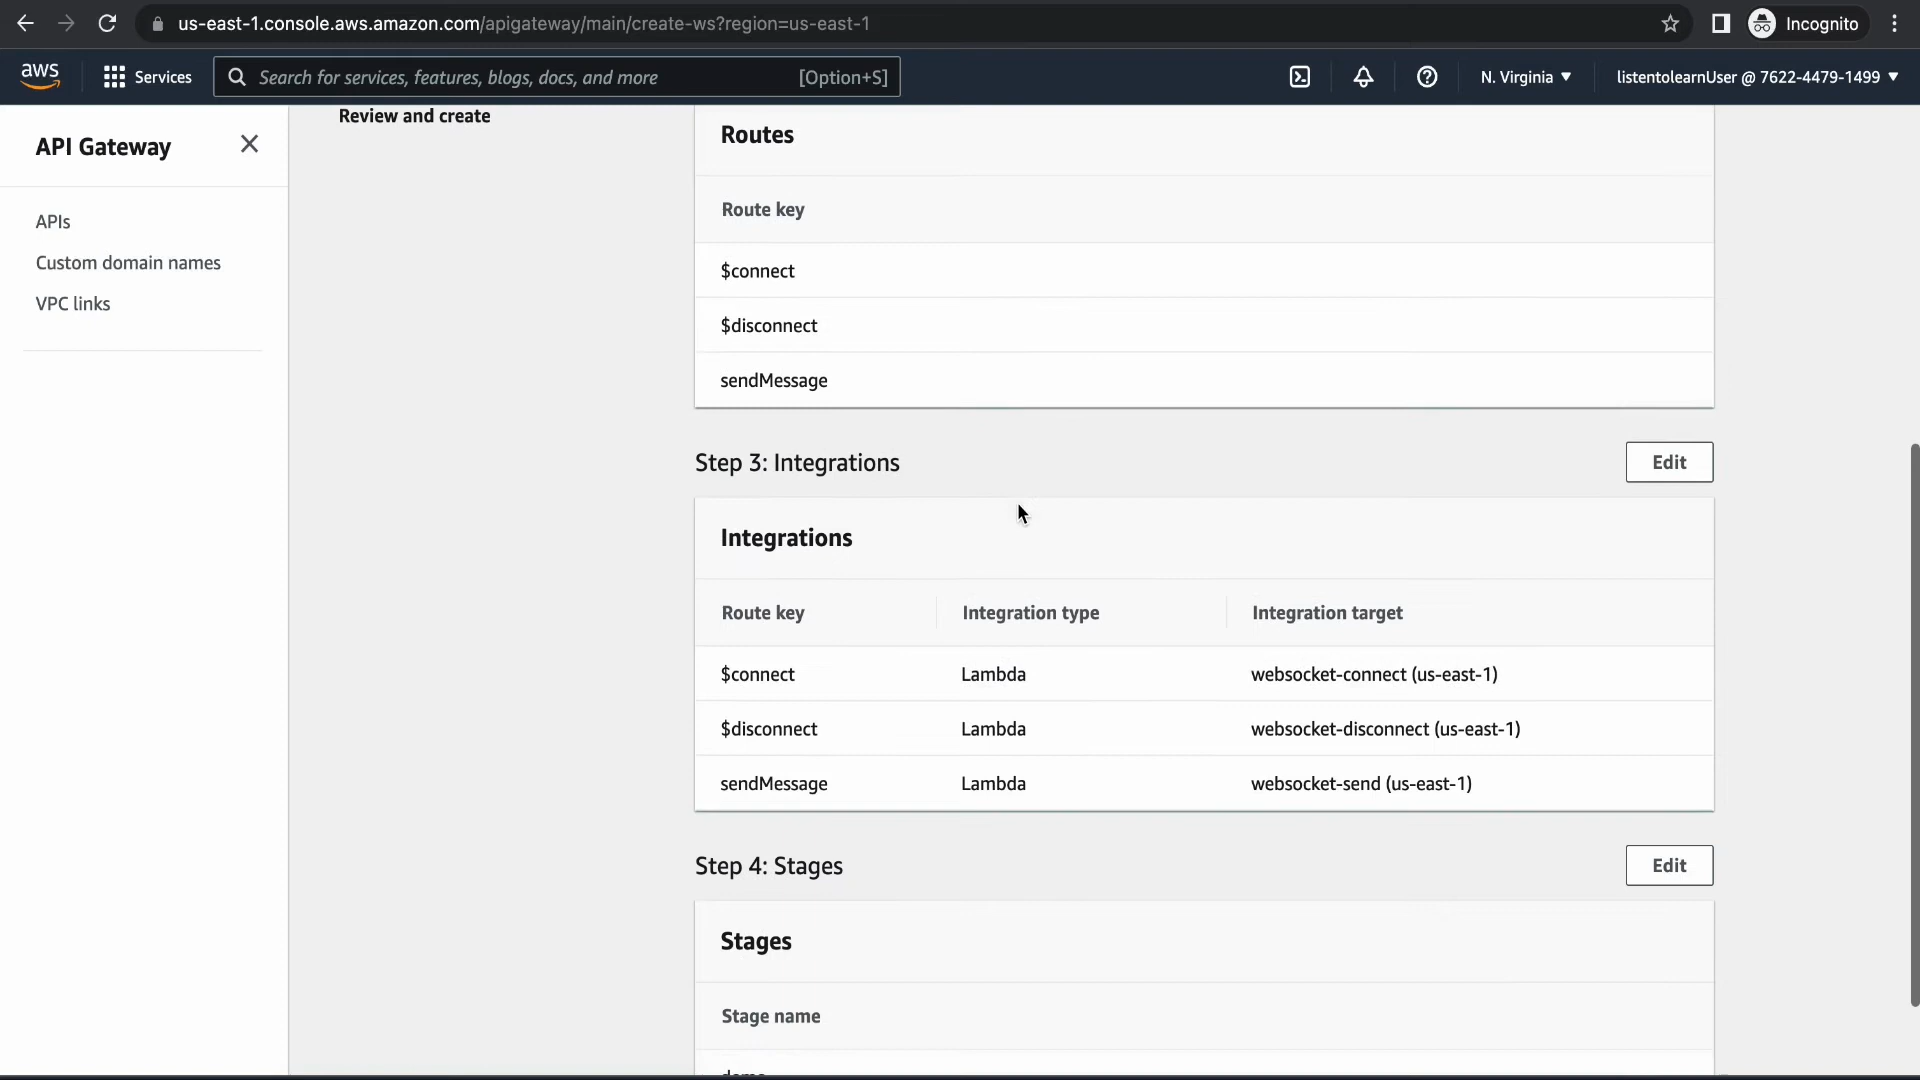 us-east-1.console.aws.amazon.com/apigateway/main/create-ws?region=us-east-1
Incognito
aws
Services
Search for services, features, blogs, docs, and more
[Option+S]
N. Virginia
listentolearnUser @ 7622-4479-1499
API Gateway
APIs
Custom domain names
VPC links
Review and create
Routes
Route key
$connect
$disconnect
sendMessage
Step 3: Integrations
Edit
Integrations
Route key Integration type Integration target
$connect Lambda websocket-connect (us-east-1)
$disconnect Lambda websocket-disconnect (us-east-1)
sendMessage Lambda websocket-send (us-east-1)
Step 4: Stages
Edit
Stages
Stage name